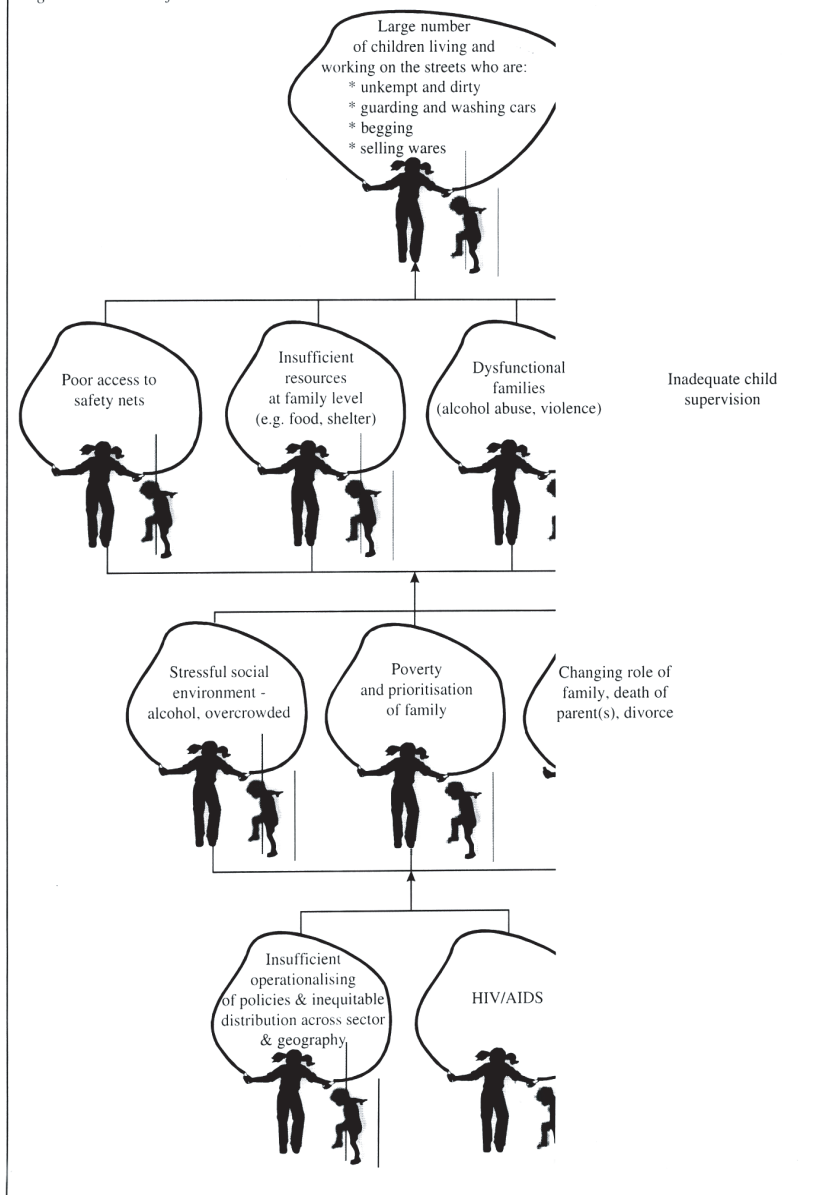 Large number
of children living and
working on the streets who are:
* unkempt and dirty
* guarding and washing cars
* begging
* selling wares
Poor access to
safety nets
Insufficient
resources
at family level
(e.g. food, shelter)
Dysfunctional
families
(alcohol abuse, violence)
Inadequate child
supervision
Stressful social
environment -
alcohol, overcrowded
Poverty
and prioritisation
of family
Changing role of
family, death of
parent(s), divorce
Insufficient
operationalising
of policies & inequitable
distribution across sector
& geography
HIV/AIDS